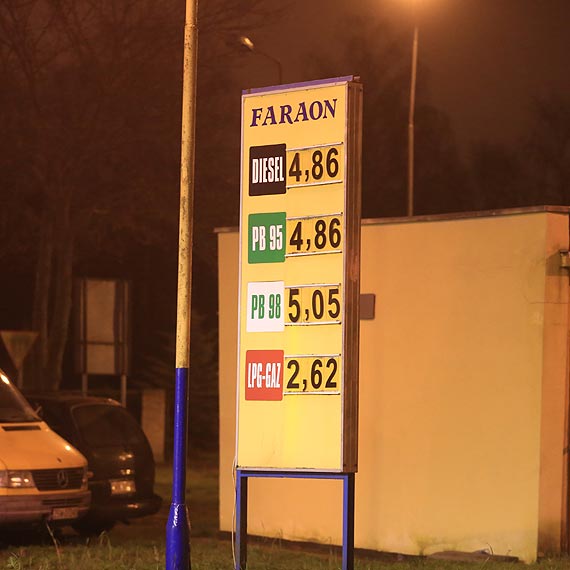 FARAON
DIESEL 4,86
PB 95 4,86
PB 98 5,05
LPG-GAZ 2,62